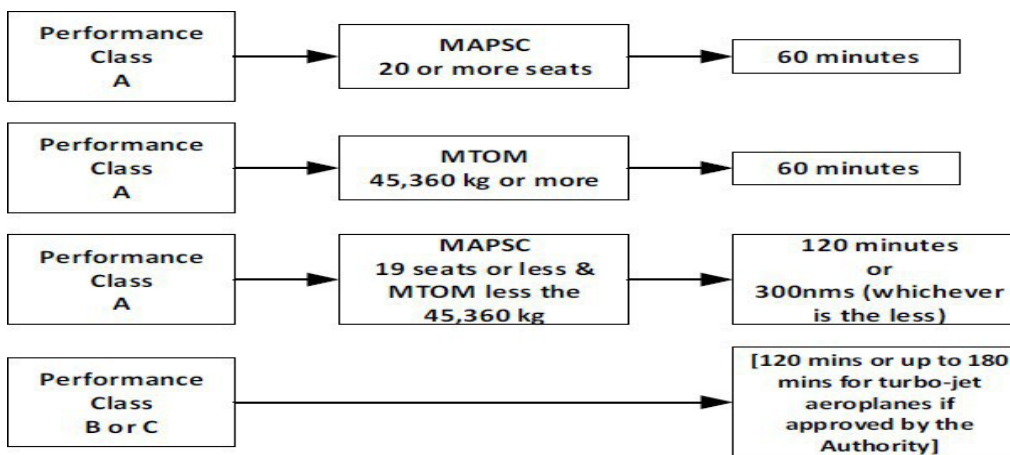 Performance
Class
A
MAPSC
20 or more seats
60 minutes
Performance
Class
A
MTOM
45,360 kg or more
60 minutes
Performance
Class
A
MAPSC
19 seats or less &
MTOM less the
45,360 kg
120 minutes
or
300nms (whichever
is the less)
Performance
Class
B or C
[120 mins or up to 180
mins for turbo-jet
aeroplanes if
approved by the
Authority]